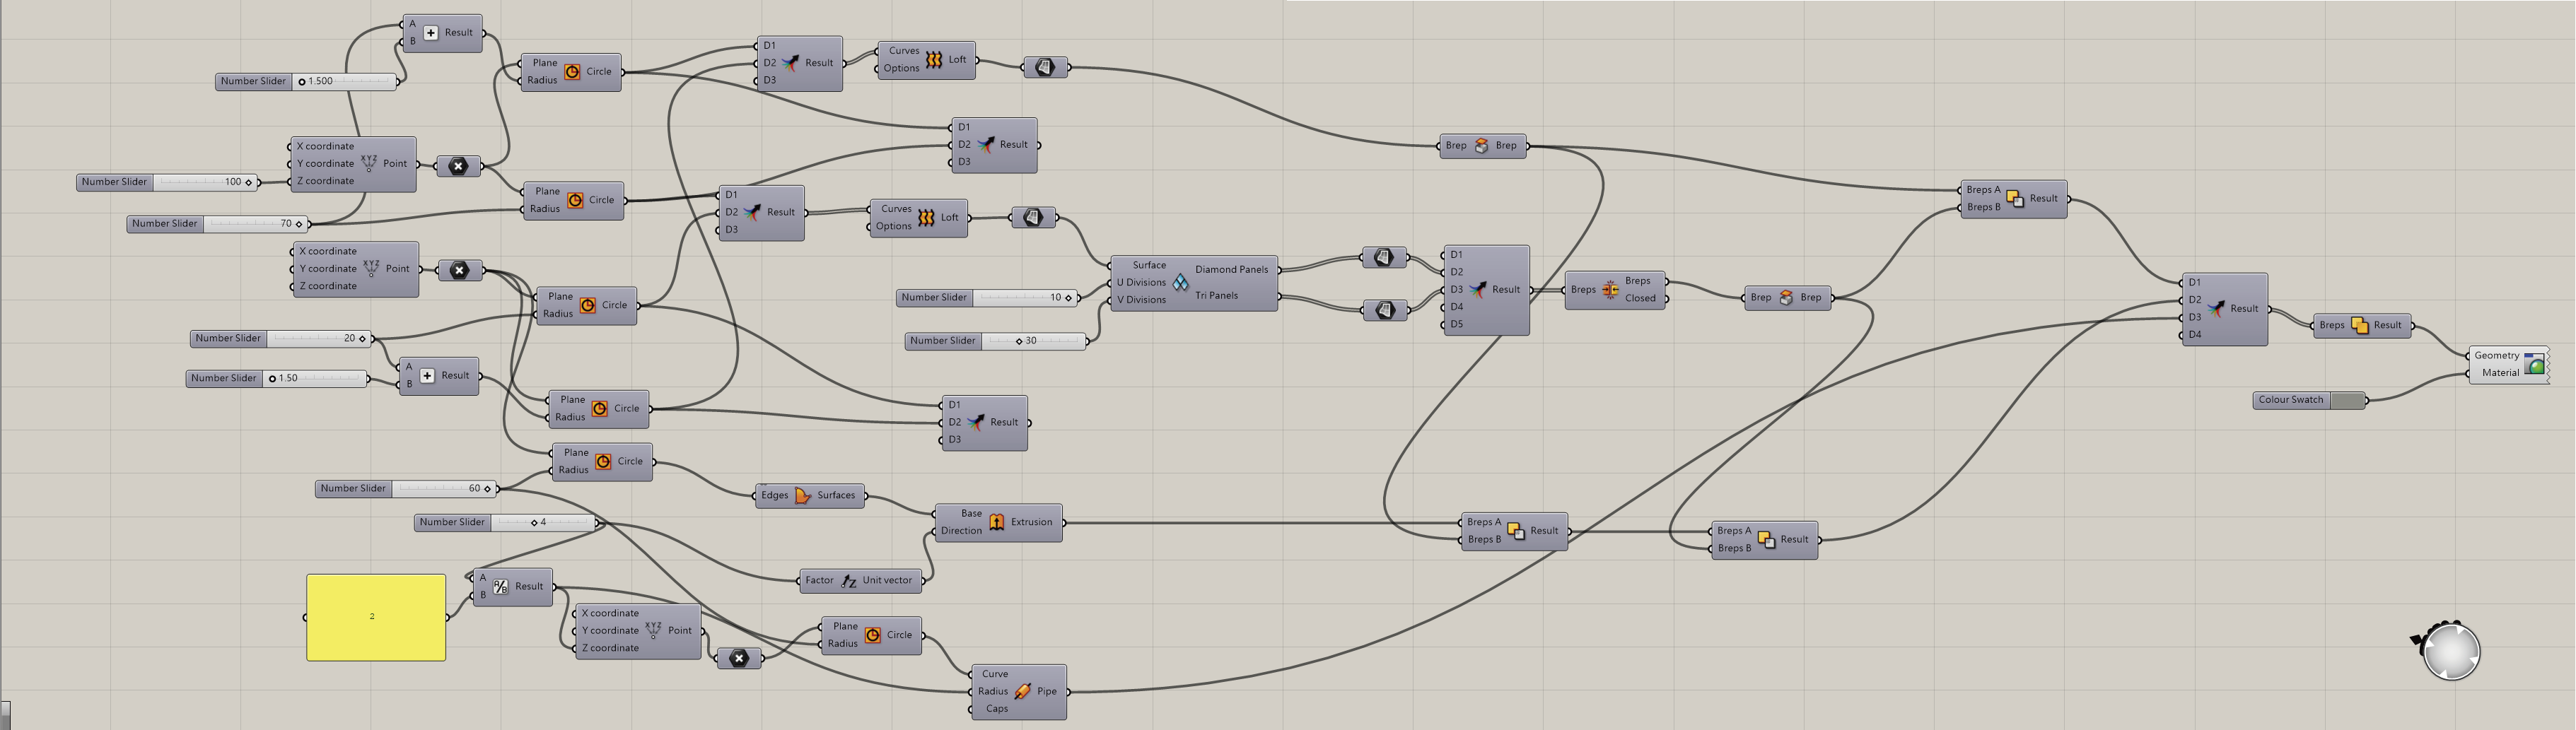 A
B
Result
Number Slider
1.500
Plane
Radius
Circle
D1
D2
D3
Result
Curves
Options
Loft
X coordinate
Y coordinate
Z coordinate
XYZ
Point
Number Slider
100
Number Slider
70
Plane
Radius
Circle
D1
D2
D3
Result
D1
D2
D3
Result
Curves
Options
Loft
Brep
Brep
Breps A
Breps B
Result
X coordinate
Y coordinate
Z coordinate
XYZ
Point
Plane
Radius
Circle
Number Slider
20
Number Slider
1.50
A
B
Result
Plane
Radius
Circle
Number Slider
10
Number Slider
30
Surface
U Divisions
V Divisions
Diamond Panels
Tri Panels
D1
D2
D3
D4
D5
Result
Breps
Breps
Closed
Brep
Brep
D1
D2
D3
D4
Result
Breps
Result
Geometry
Material
Colour Swatch
D1
D2
D3
Result
Plane
Radius
Circle
Number Slider
60
Number Slider
4
Edges
Surfaces
Base
Direction
Extrusion
Breps A
Breps B
Result
Breps A
Breps B
Result
2
A
B
A/B
Result
Factor
Z
Unit vector
X coordinate
Y coordinate
Z coordinate
XYZ
Point
Plane
Radius
Circle
Curve
Radius
Caps
Pipe